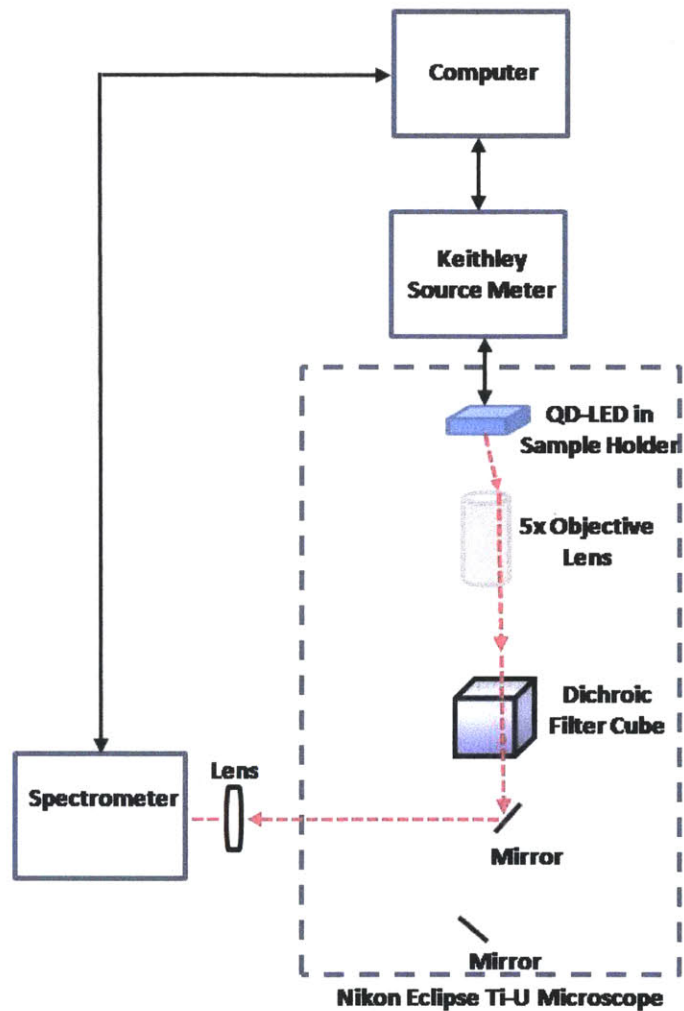 Computer
Keithley
Source Meter
QD-LED in
Sample Holder
5x Objective
Lens
Dichroic
Filter Cube
Lens
Spectrometer
Mirror
Mirror
Nikon Eclipse Ti-U Microscope